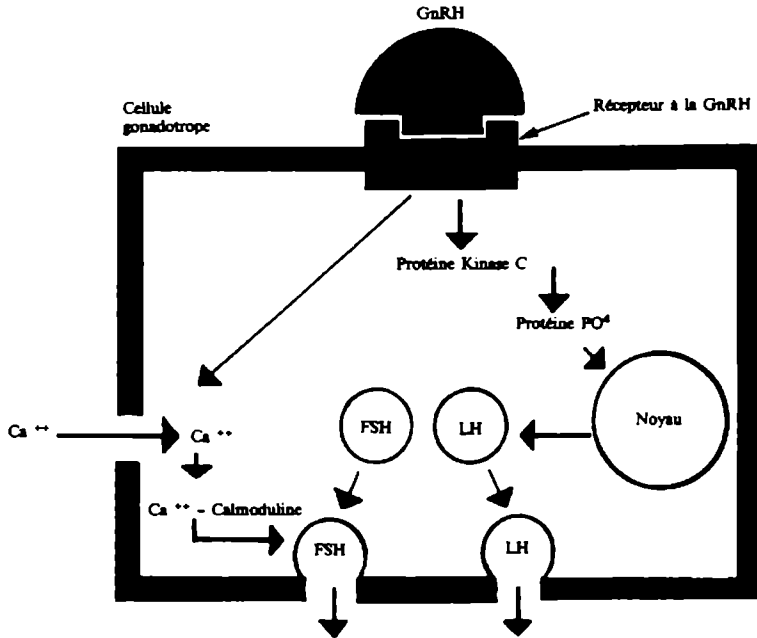 GnRH
Cellule
gonadotrope
Récepteur à la GnRH
Protéine Kinase C
Protéine PO⁴
Noyau
FSH
LH
Ca ++
Ca ++
Ca ++ - Calmoduline
FSH
LH